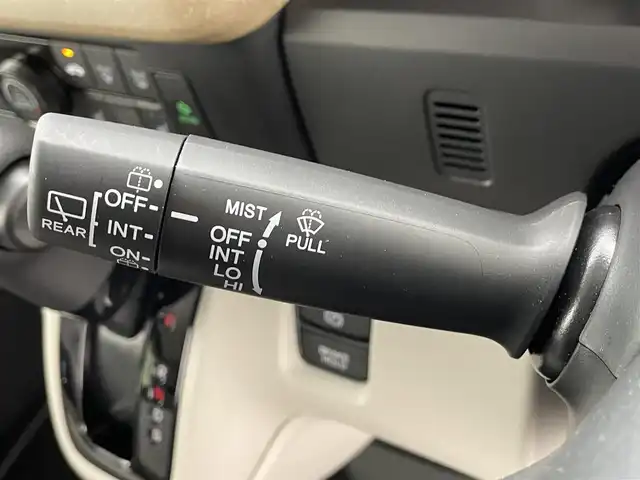 OFF
REAR
INT
ON
MIST
OFF
INT
LO
HI
PULL